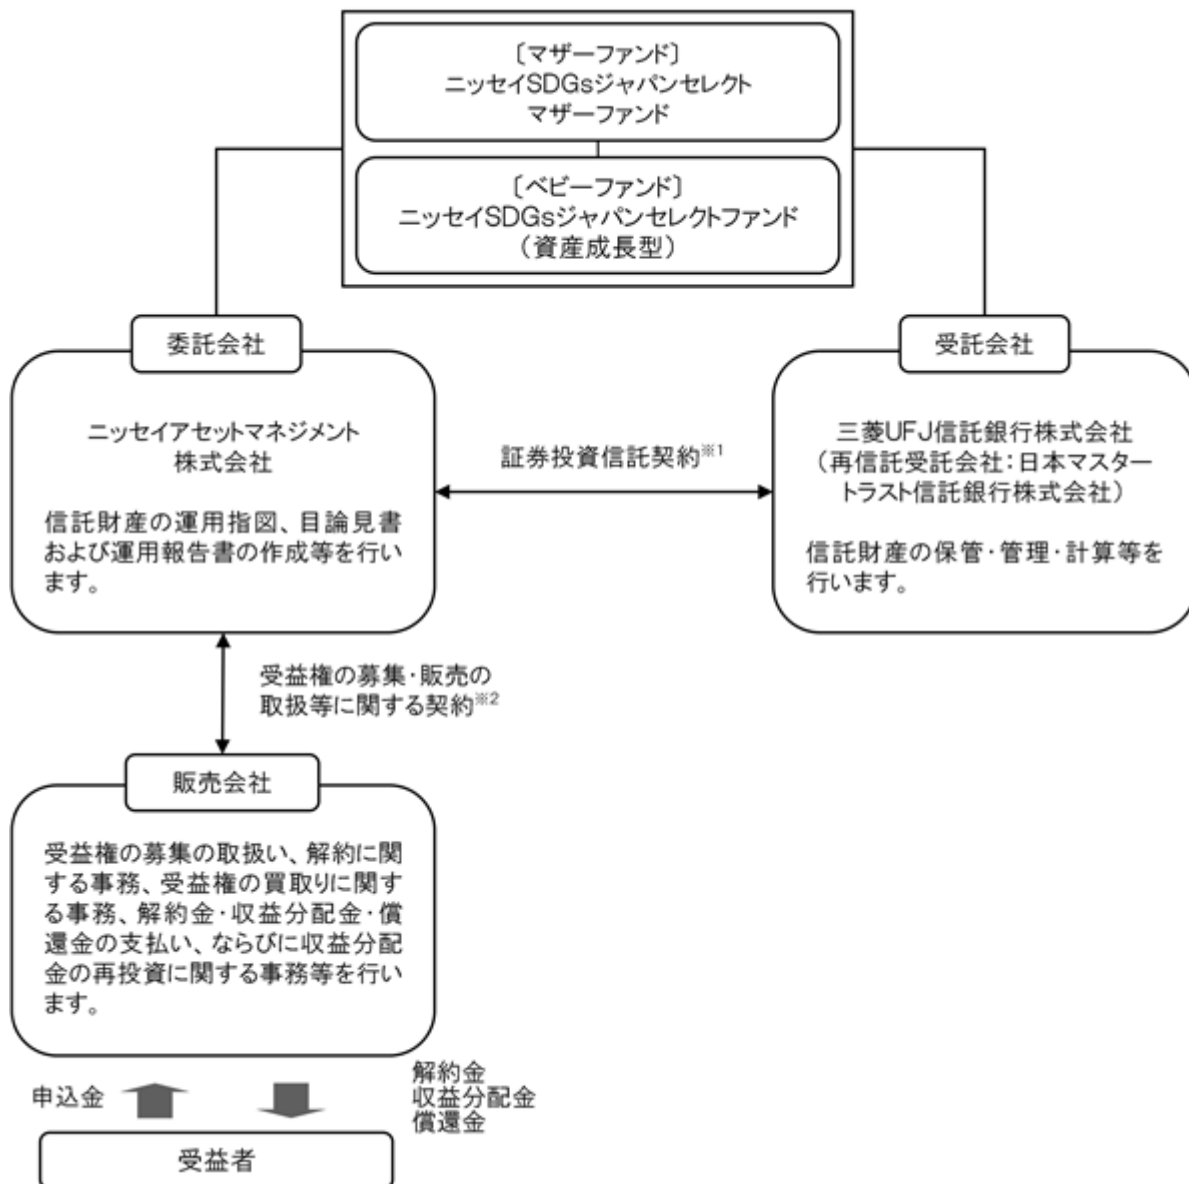 〔マザーファンド〕
ニッセイSDGsジャパンセレクト
マザーファンド
〔ベビーファンド〕
ニッセイSDGsジャパンセレクトファンド
（資産成長型）
委託会社
受託会社
ニッセイアセットマネジメント
株式会社
信託財産の運用指図、目論見書
および運用報告書の作成等を行い
ます。
証券投資信託契約※1
三菱UFJ信託銀行株式会社
（再信託受託会社：日本マスター
トラスト信託銀行株式会社）
信託財産の保管・管理・計算等を
行います。
受益権の募集・販売の
取扱等に関する契約※2
販売会社
受益権の募集の取扱い、解約に関
する事務、受益権の買取りに関す
る事務、解約金・収益分配金・償
還金の支払い、ならびに収益分配
金の再投資に関する事務等を行い
ます。
申込金
解約金
収益分配金
償還金
受益者